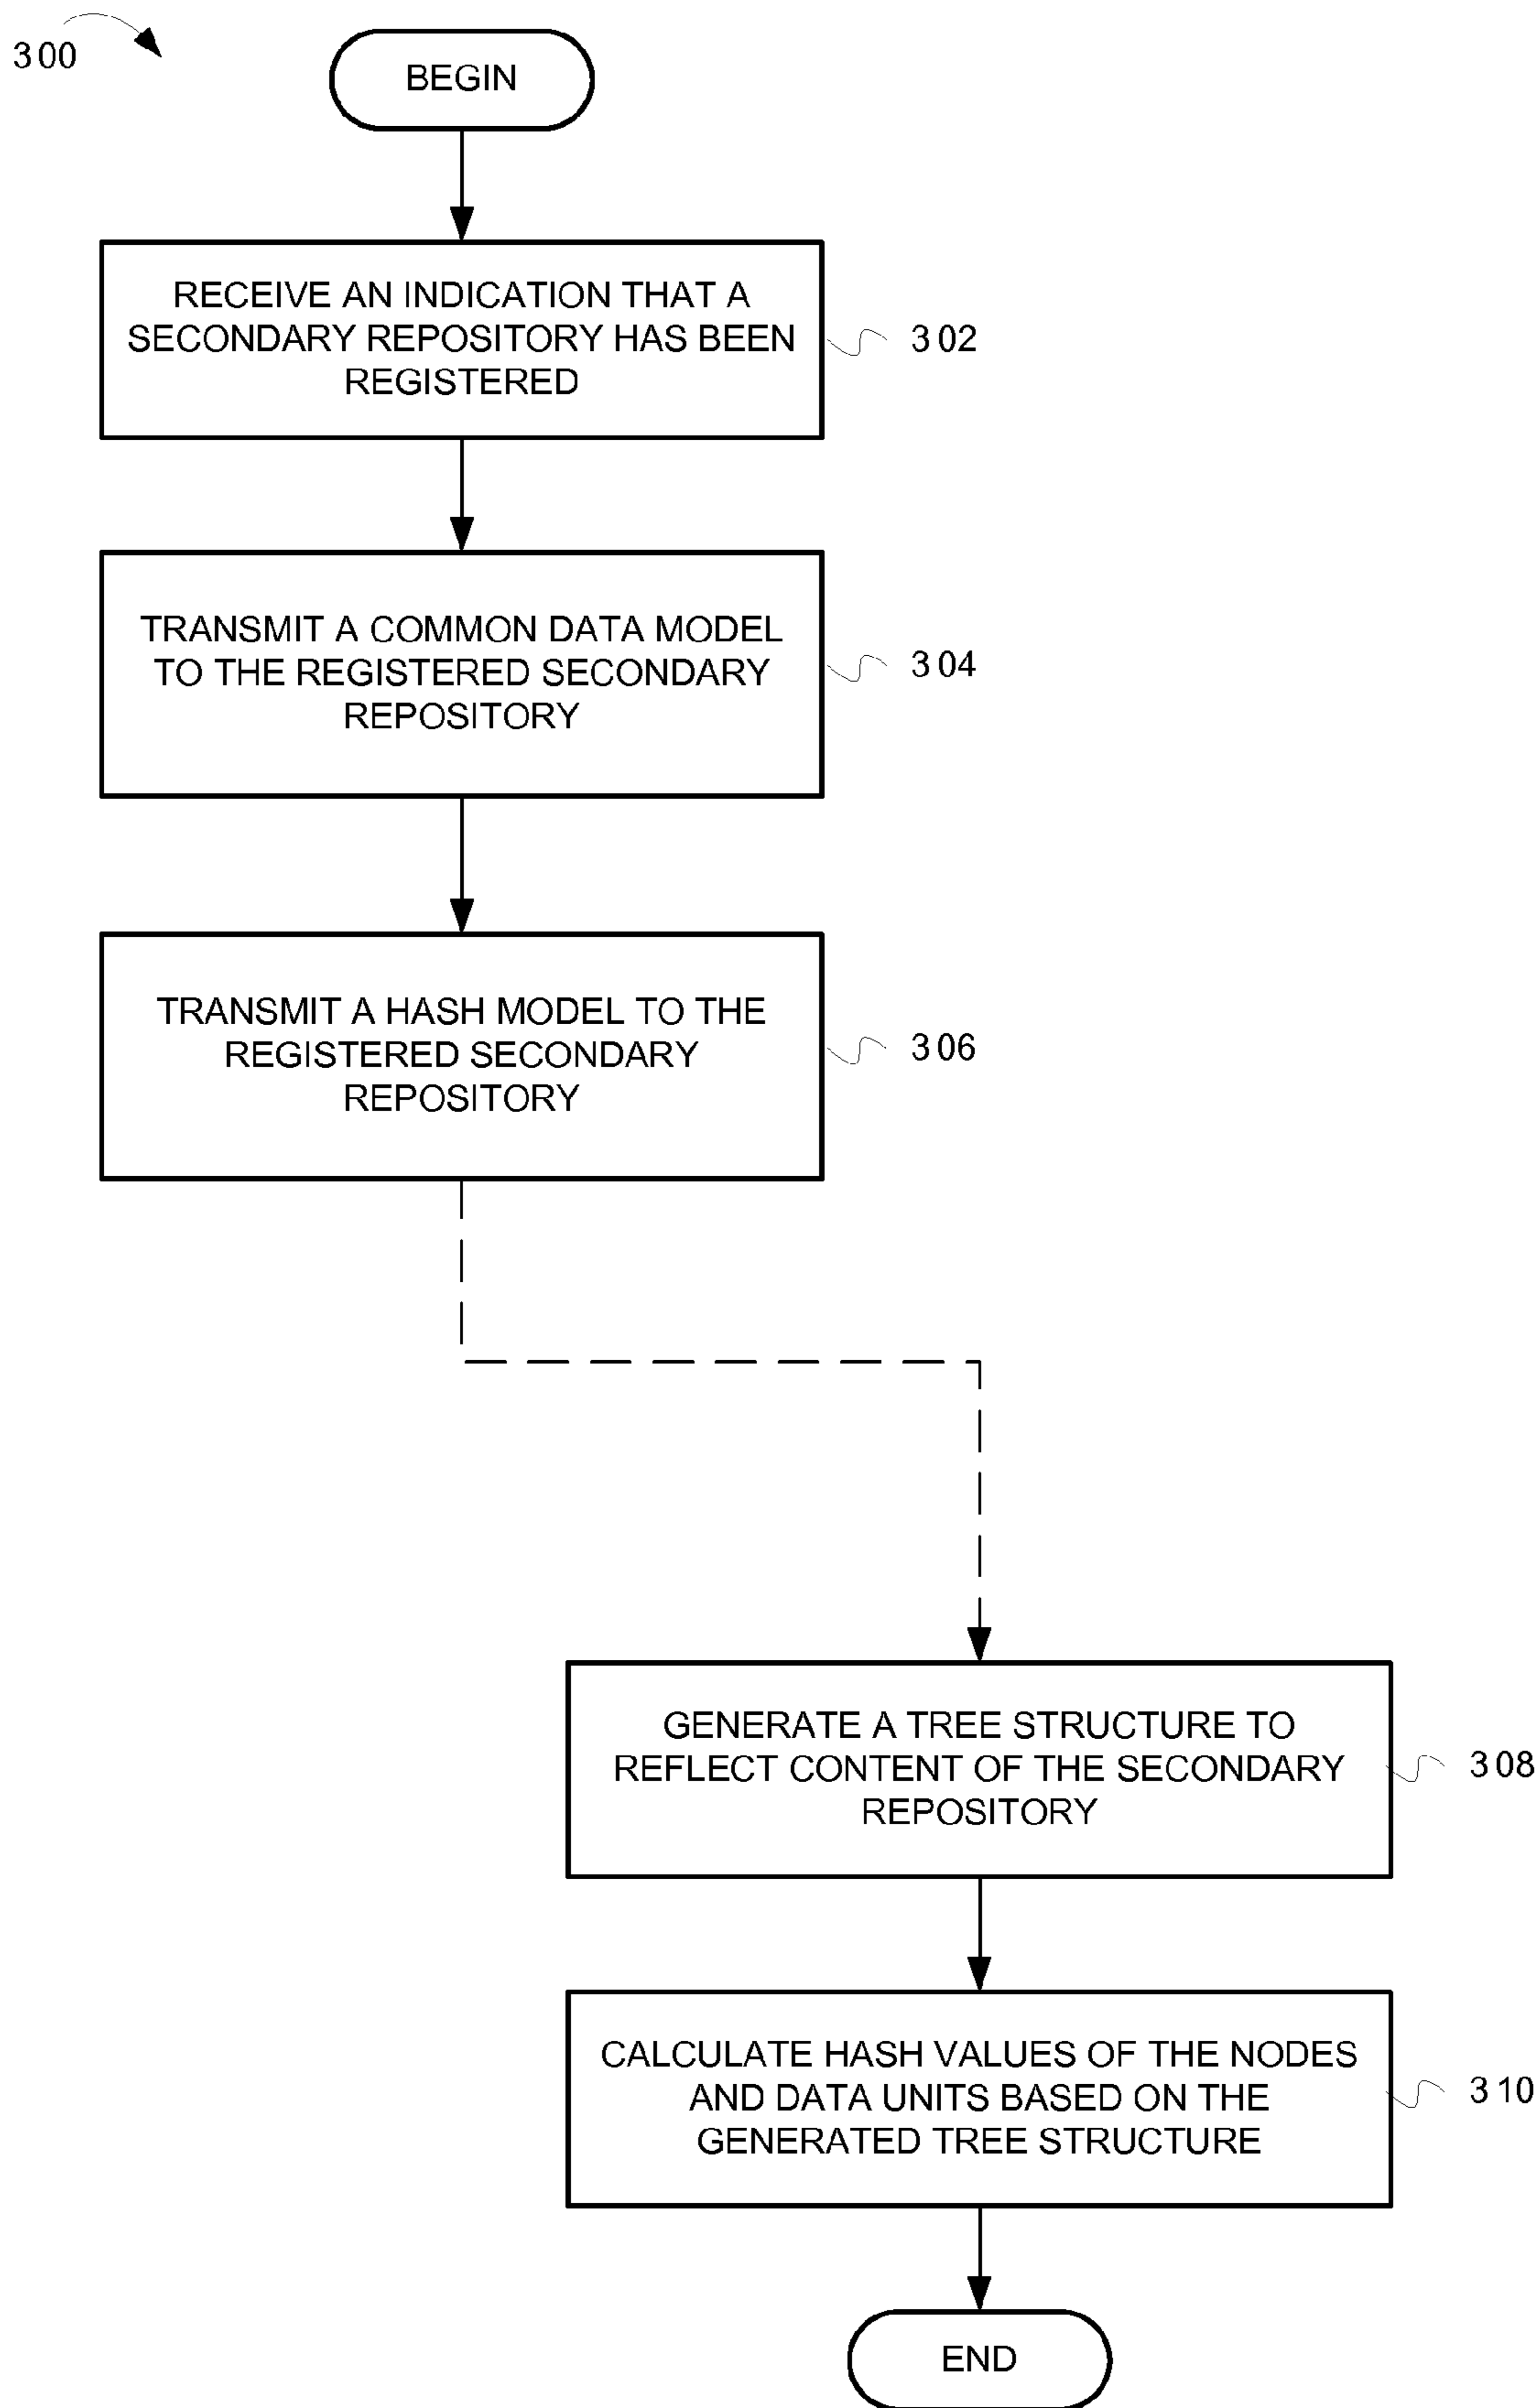 300
BEGIN
RECEIVE AN INDICATION THAT A
SECONDARY REPOSITORY HAS BEEN
REGISTERED
302
TRANSMIT A COMMON DATA MODEL
TO THE REGISTERED SECONDARY
REPOSITORY
304
TRANSMIT A HASH MODEL TO THE
REGISTERED SECONDARY
REPOSITORY
306
GENERATE A TREE STRUCTURE TO
REFLECT CONTENT OF THE SECONDARY
REPOSITORY
308
CALCULATE HASH VALUES OF THE NODES
AND DATA UNITS BASED ON THE
GENERATED TREE STRUCTURE
310
END